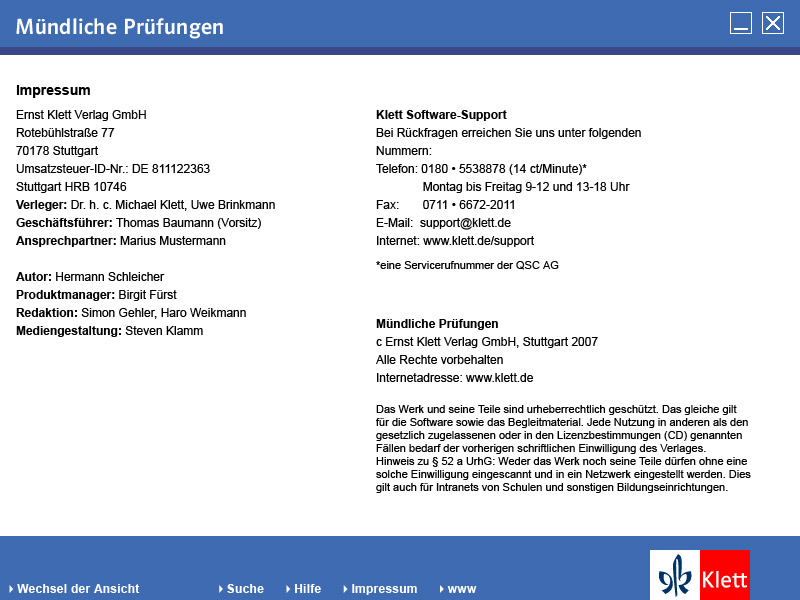 Mündliche Prüfungen
Impressum
Ernst Klett Verlag GmbH
Rotebühlstraße 77
70178 Stuttgart
Umsatzsteuer-ID-Nr.: DE 811122363
Stuttgart HRB 10746
Verleger: Dr. h. c. Michael Klett, Uwe Brinkmann
Geschäftsführer: Thomas Baumann (Vorsitz)
Ansprechpartner: Marius Mustermann
Autor: Hermann Schleicher
Produktmanager: Birgit Fürst
Redaktion: Simon Gehler, Haro Weikmann
Mediengestaltung: Steven Klamm
Klett Software-Support
Bei Rückfragen erreichen Sie uns unter folgenden
Nummern:
Telefon: 0180 • 5538878 (14 ct/Minute)*
Montag bis Freitag 9-12 und 13-18 Uhr
Fax: 0711 • 6672-2011
E-Mail: support@klett.de
Internet: www.klett.de/support
*eine Servicerufnummer der QSC AG
Mündliche Prüfungen
c Ernst Klett Verlag GmbH, Stuttgart 2007
Alle Rechte vorbehalten
Internetadresse: www.klett.de
Das Werk und seine Teile sind urheberrechtlich geschützt. Das gleiche gilt
für die Software sowie das Begleitmaterial. Jede Nutzung in anderen als den
gesetzlich zugelassenen oder in den Lizenzbestimmungen (CD) genannten
Fällen bedarf der vorherigen schriftlichen Einwilligung des Verlages.
Hinweis zu § 52 a UrhG: Weder das Werk noch seine Teile dürfen ohne eine
solche Einwilligung eingescannt und in ein Netzwerk eingestellt werden. Dies
gilt auch für Intranets von Schulen und sonstigen Bildungseinrichtungen.
Wechsel der Ansicht
Suche
Hilfe
Impressum
www
Klett